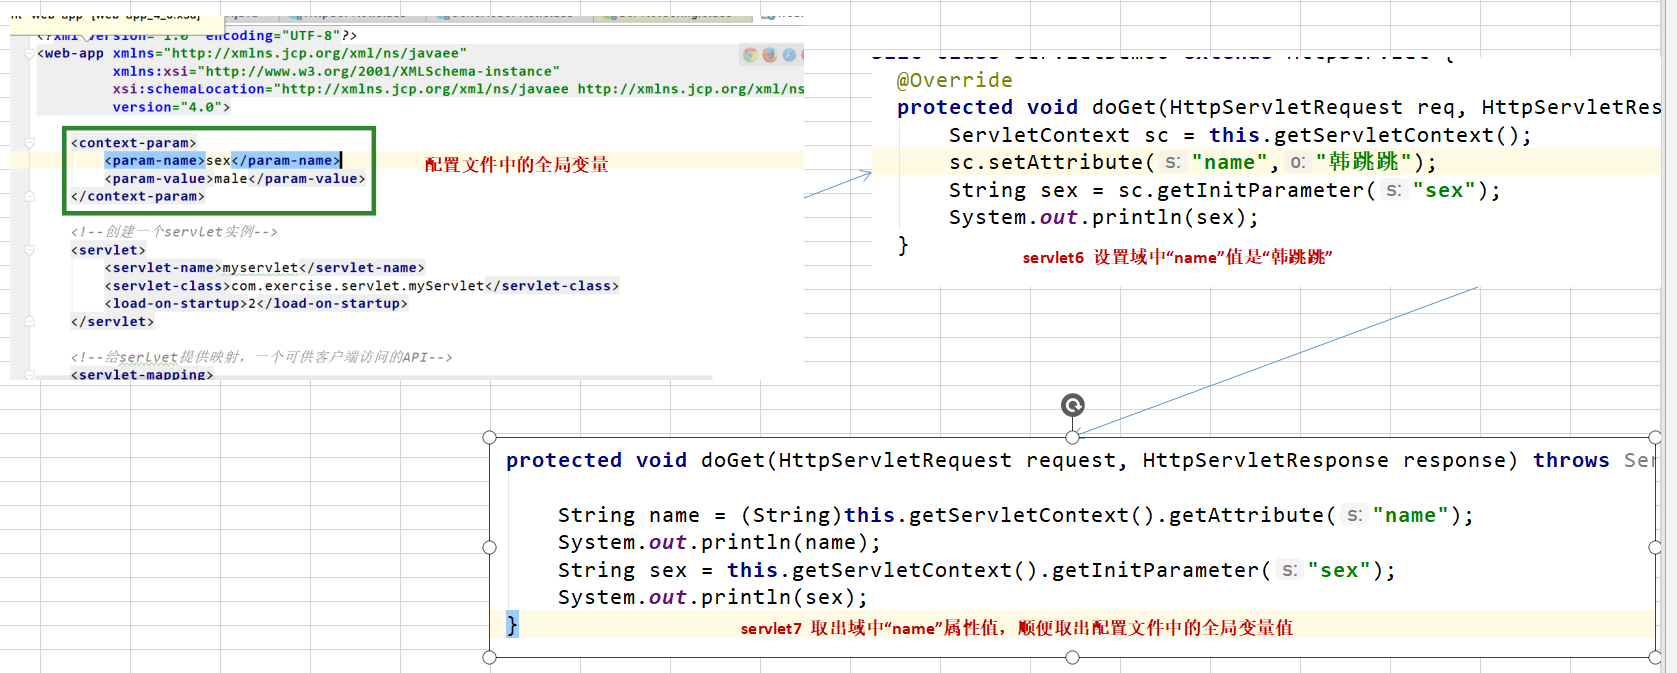 <?xml version="1.0" encoding="UTF-8"?>
<web-app xmlns="http://xmlns.jcp.org/xml/ns/javaee"
xmlns:xsi="http://www.w3.org/2001/XMLSchema-instance"
xsi:schemaLocation="http://xmlns.jcp.org/xml/ns/javaee http://xmlns.jcp.org/xml/ns
version="4.0">
<context-param>
<param-name>sex</param-name>
<param-value>male</param-value>
</context-param>
配置文件中的全局变量
<!--创建一个servlet实例-->
<servlet>
<servlet-name>myservlet</servlet-name>
<servlet-class>com.exercise.servlet.myServlet</servlet-class>
<load-on-startup>2</load-on-startup>
</servlet>
<!--给serlvet提供映射，一个可供客户端访问的API-->
<servlet-mapping>
@Override
protected void doGet(HttpServletRequest req, HttpServletRes
ServletContext sc = this.getServletContext();
sc.setAttribute( s: "name", o: "韩跳跳");
String sex = sc.getInitParameter( s: "sex");
System.out.println(sex);
}
servlet6 设置域中“name”值是“韩跳跳”
protected void doGet(HttpServletRequest request, HttpServletResponse response) throws Ser
String name = (String)this.getServletContext().getAttribute( s: "name");
System.out.println(name);
String sex = this.getServletContext().getInitParameter( s: "sex");
System.out.println(sex);
}
servlet7 取出域中“name”属性值，顺便取出配置文件中的全局变量值